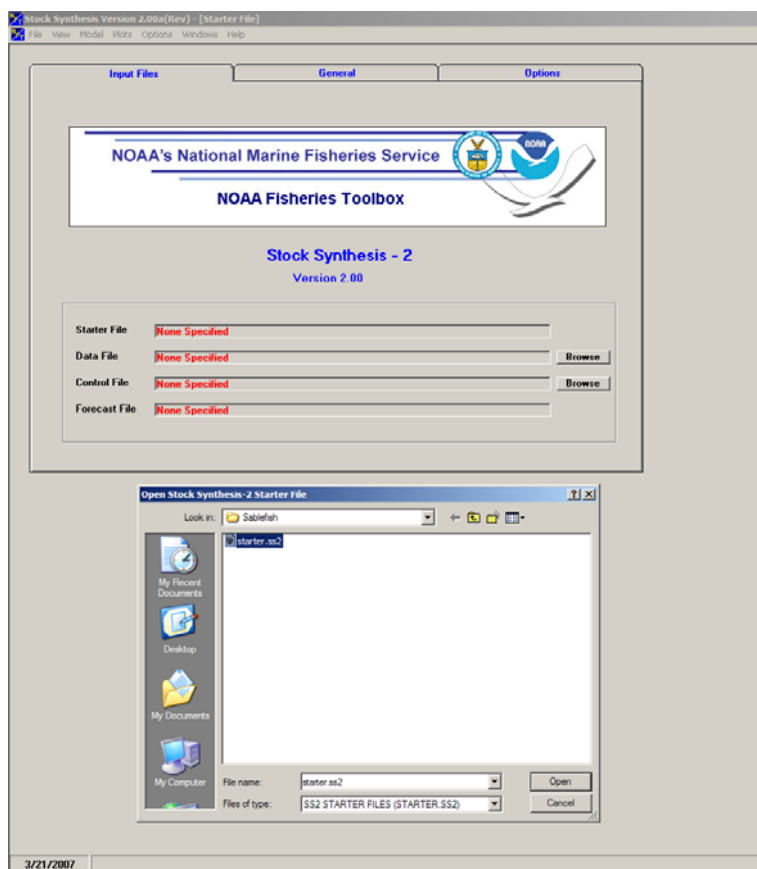 Stock Synthesis Version 2.00a(Rev) - [Starter File]
File View Model Plots Options Windows Help
Input Files General Options
NOAA's National Marine Fisheries Service
NOAA
NOAA Fisheries Toolbox
Stock Synthesis - 2
Version 2.00
Starter File None Specified
Data File None Specified Browse
Control File None Specified Browse
Forecast File None Specified
Open Stock Synthesis-2 Starter File
Look in: Sablefish
starter.ss2
My Recent
Documents
Desktop
My Documents
My Computer
File name: starter.ss2 Open
Files of type: SS2 STARTER FILES (STARTER.SS2) Cancel
3/21/2007